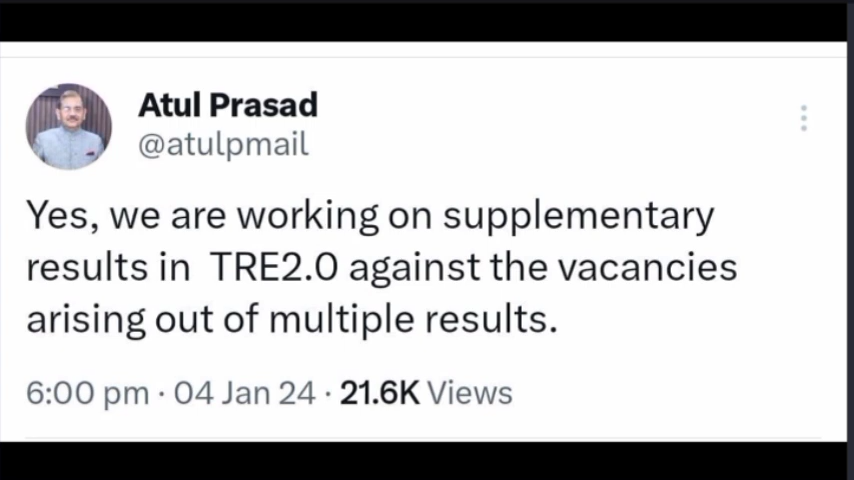 Atul Prasad
@atulpmail
Yes, we are working on supplementary
results in TRE2.0 against the vacancies
arising out of multiple results.
6:00 pm · 04 Jan 24 · 21.6K Views